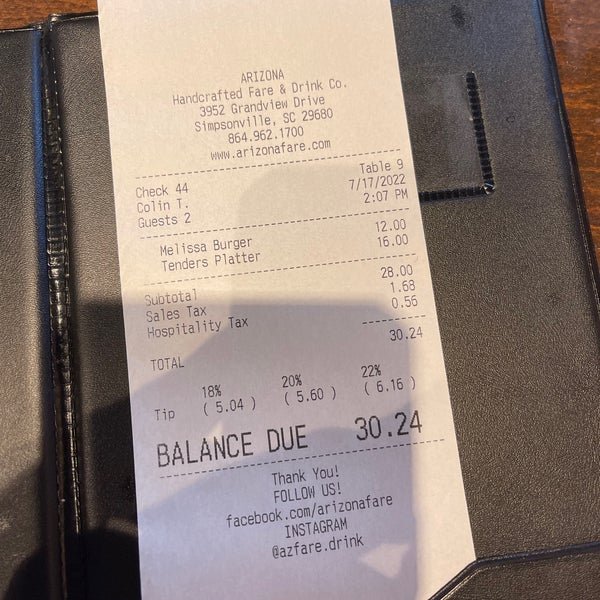 ARIZONA
Handcrafted Fare & Drink Co.
3952 Grandview Drive
Simpsonville, SC 29680
864.962.1700
www.arizonafare.com
Check 44 Table 9
Colin T. 7/17/2022
Guests 2 2:07 PM
Melissa Burger 12.00
Tenders Platter 16.00
Subtotal 28.00
Sales Tax 1.68
Hospitality Tax 0.56
TOTAL 30.24
18% 20% 22%
Tip ( 5.04 ) ( 5.60 ) ( 6.16 )
BALANCE DUE 30.24
Thank You!
FOLLOW US!
facebook.com/arizonafare
INSTAGRAM
@azfare.drink